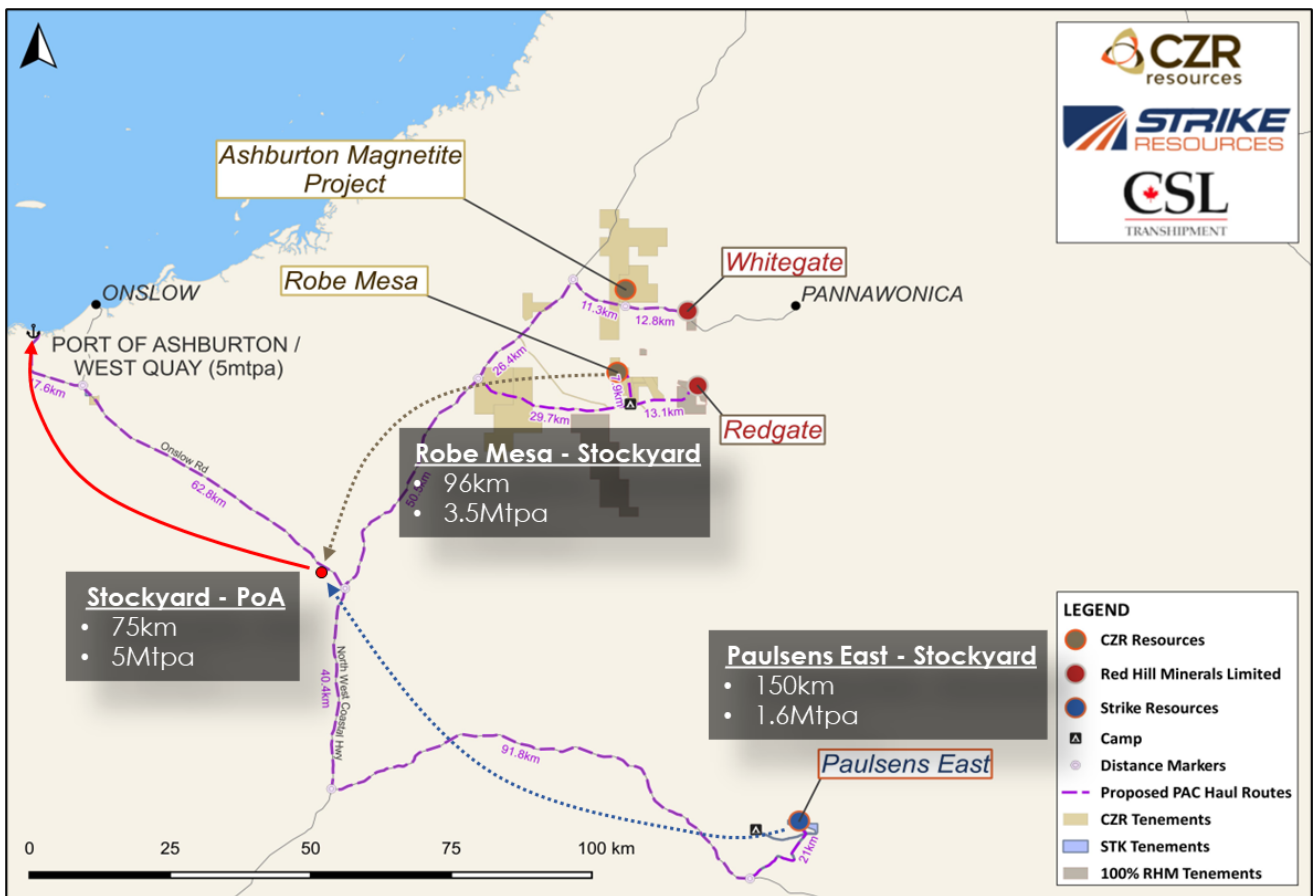 CZR
resources
STRIKE
RESOURCES
CSL
TRANSHIPMENT
Ashburton Magnetite
Project
Whitegate
Robe Mesa
ONSLOW
PANNAWONICA
11.3km
12.8km
PORT OF ASHBURTON /
WEST QUAY (5mtpa)
26.4km
7.9km
17.6km
29.7km
13.1km
Redgate
Robe Mesa - Stockyard
• 96km
• 3.5Mtpa
Onslow Rd
62.8km
Stockyard - PoA
• 75km
• 5Mtpa
North West Coastal Hwy
40.4km
Paulsens East - Stockyard
• 150km
• 1.6Mtpa
91.8km
Paulsens East
21km
0 25 50 75 100 km
LEGEND
CZR Resources
Red Hill Minerals Limited
Strike Resources
Camp
Distance Markers
Proposed PAC Haul Routes
CZR Tenements
STK Tenements
100% RHM Tenements